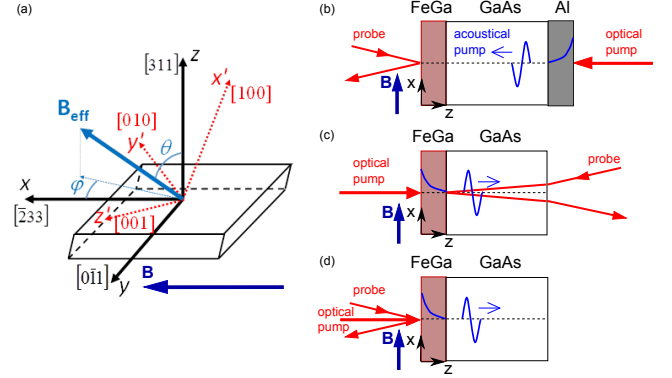 (a)
z
[311]
x′
[100]
B_eff
[010]
y′
θ
x
φ
[2̄33]
z′
[001]
[01̄1]
y
B
(b)
FeGa GaAs Al
probe
acoustical
pump
optical
pump
B
x
z
(c)
FeGa GaAs
optical
pump
probe
B
x
z
(d)
FeGa GaAs
probe
optical
pump
B
x
z